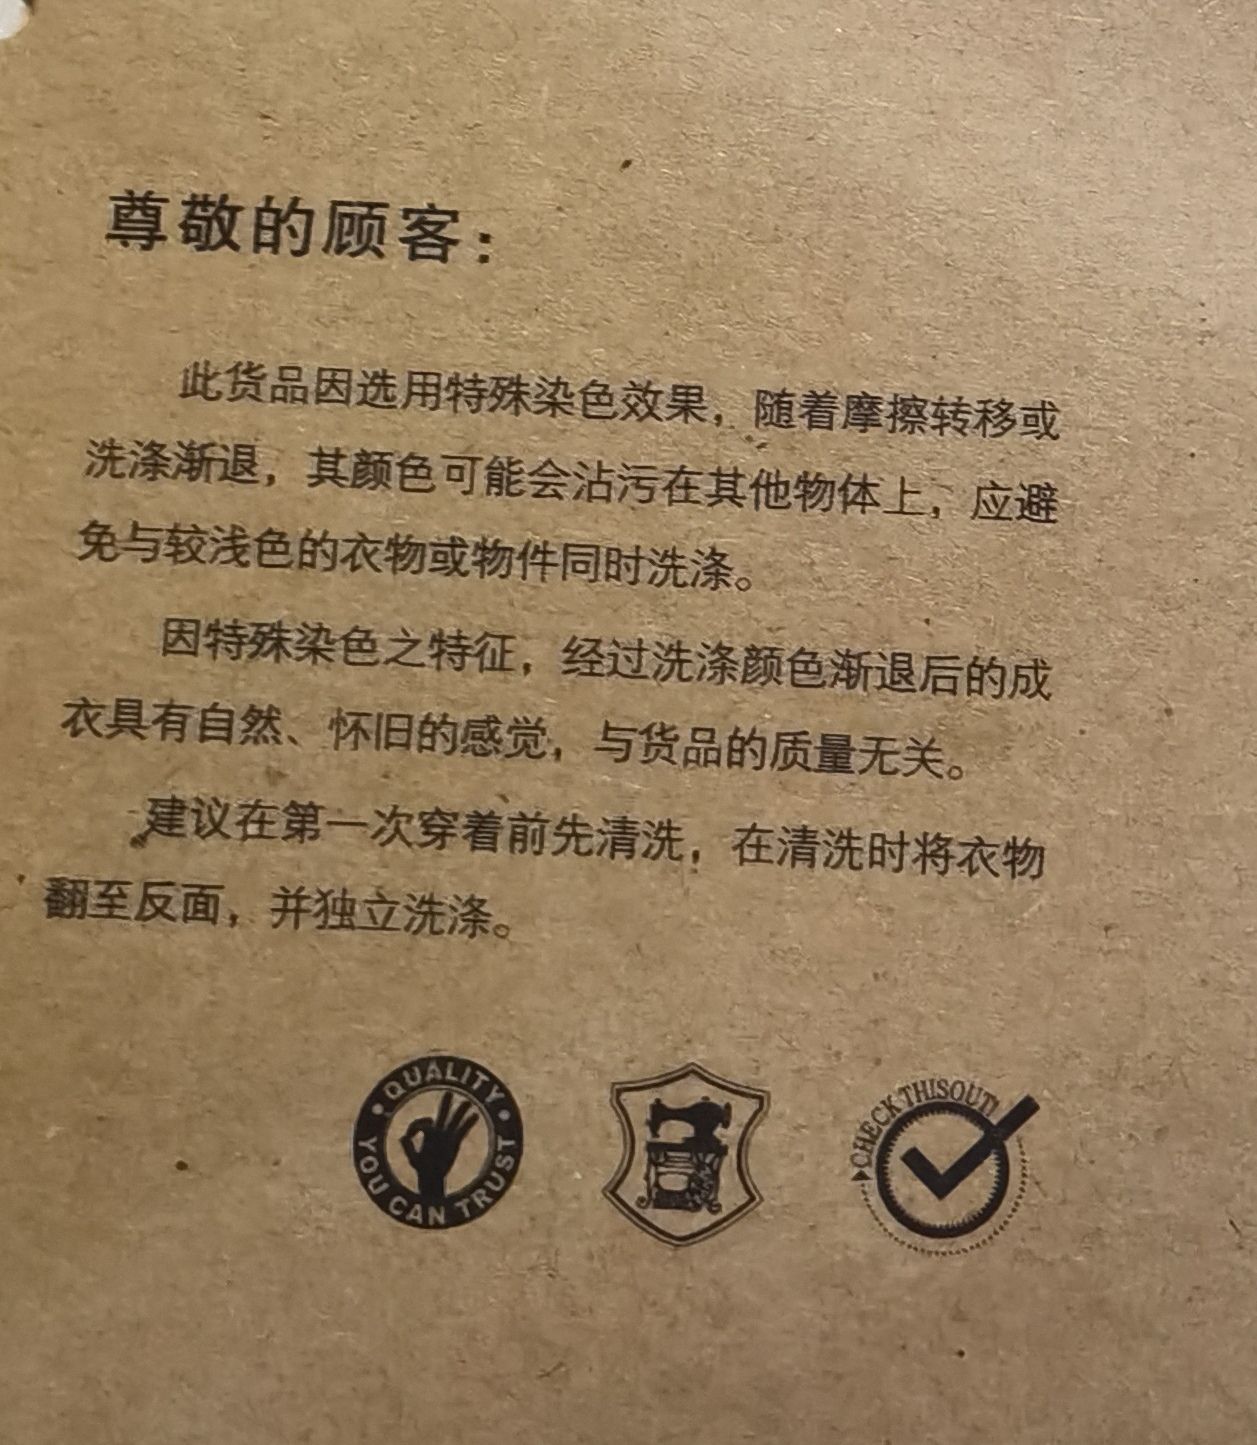 尊敬的顾客：
此货品因选用特殊染色效果，随着摩擦转移或
洗涤渐退，其颜色可能会沾污在其他物体上，应避
免与较浅色的衣物或物件同时洗涤。
因特殊染色之特征，经过洗涤颜色渐退后的成
衣具有自然、怀旧的感觉，与货品的质量无关。
建议在第一次穿着前先清洗，在清洗时将衣物
翻至反面，并独立洗涤。
QUALITY
YOU CAN TRUST
CHECK THISOUT!